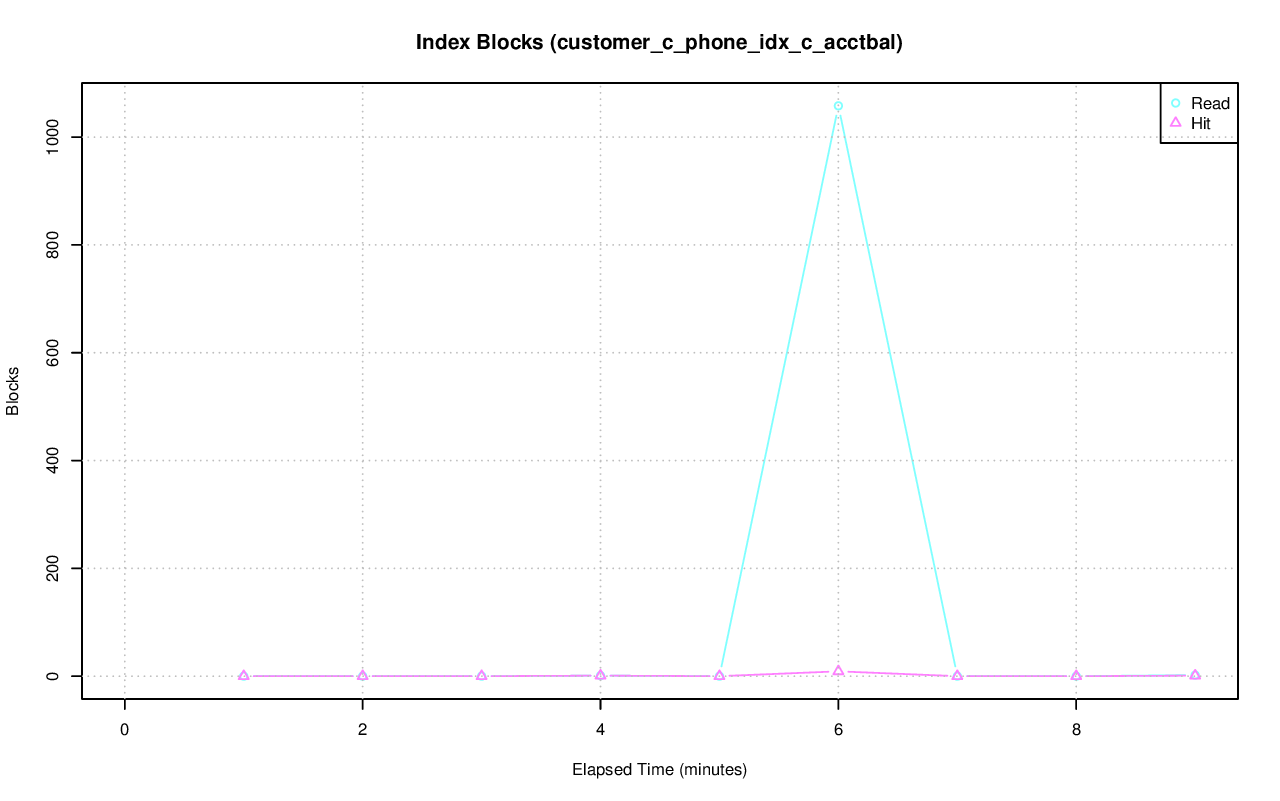 Index Blocks (customer_c_phone_idx_c_acctbal)
Read
Hit
Blocks
1000
800
600
400
200
0
0 2 4 6 8
Elapsed Time (minutes)